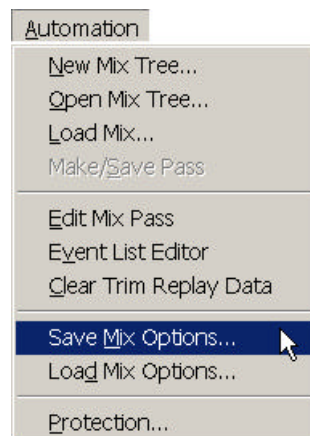 Automation
New Mix Tree...
Open Mix Tree...
Load Mix...
Make/Save Pass
Edit Mix Pass
Event List Editor
Clear Trim Replay Data
Save Mix Options...
Load Mix Options...
Protection...